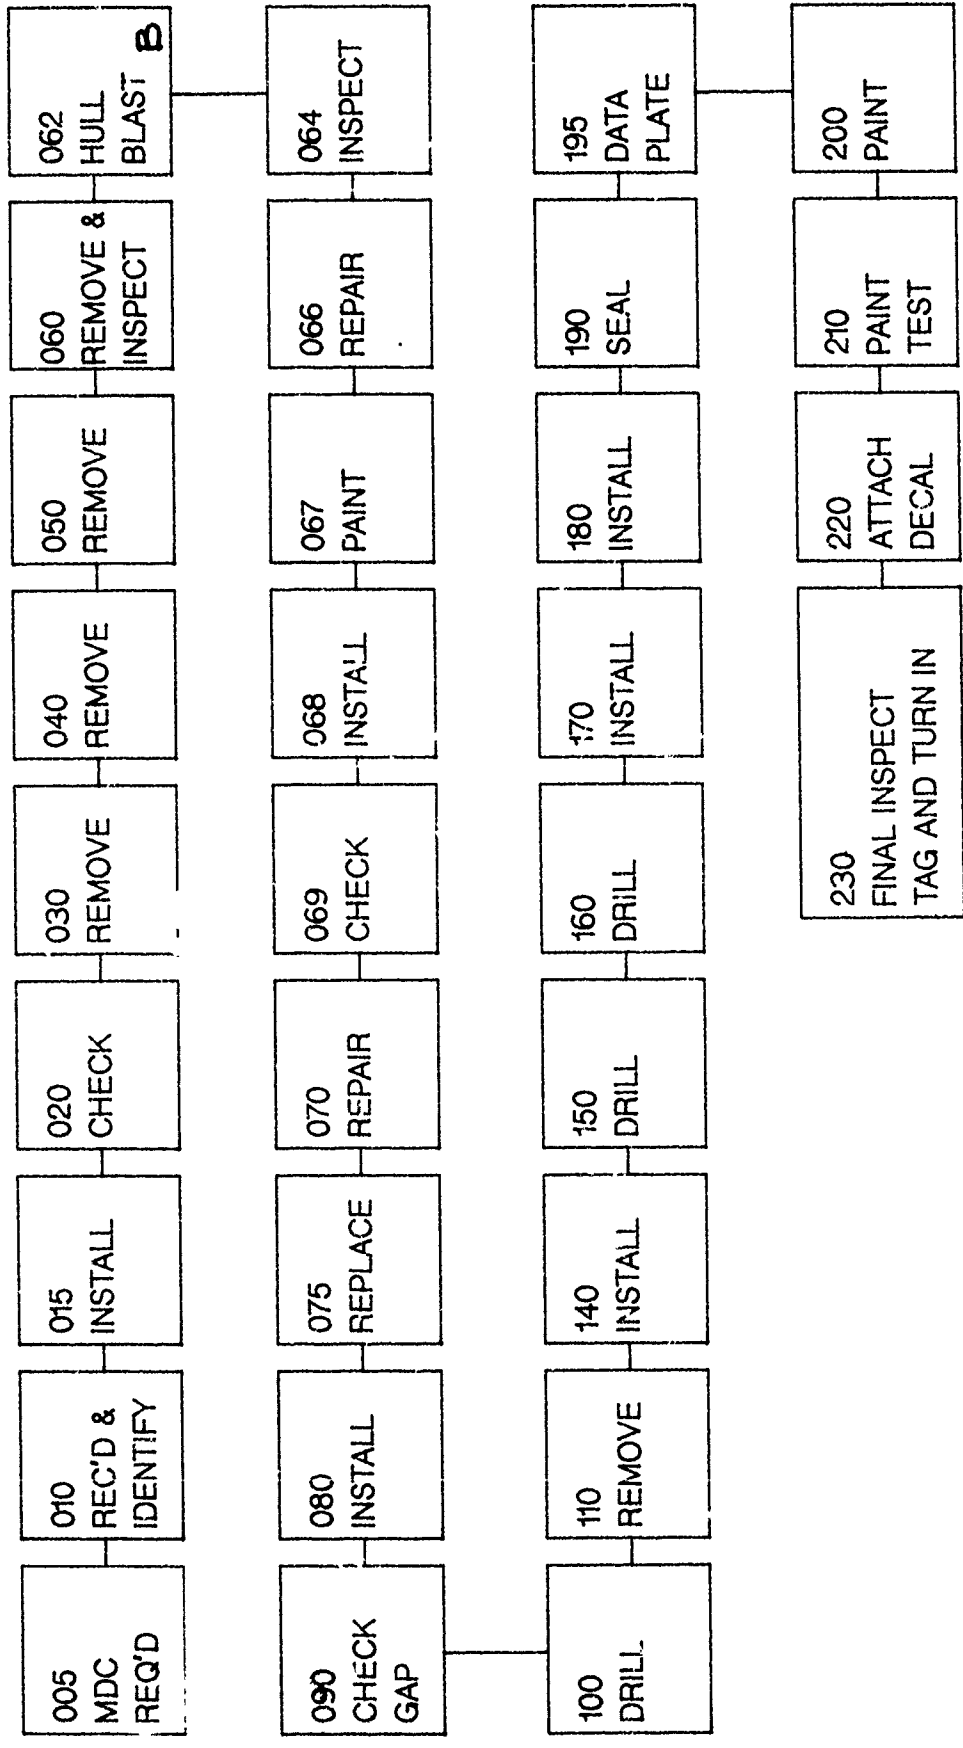 005
MDC
REQ'D
010
REC'D &
IDENTIFY
015
INSTALL
020
CHECK
030
REMOVE
040
REMOVE
050
REMOVE
060
REMOVE &
INSPECT
062
HULL
BLAST
B
064
INSPECT
066
REPAIR
067
PAINT
068
INSTALL
069
CHECK
070
REPAIR
075
REPLACE
080
INSTALL
090
CHECK
GAP
100
DRILL
110
REMOVE
140
INSTALL
150
DRILL
160
DRILL
170
INSTALL
180
INSTALL
190
SEAL
195
DATA
PLATE
200
PAINT
210
PAINT
TEST
220
ATTACH
DECAL
230
FINAL INSPECT
TAG AND TURN IN